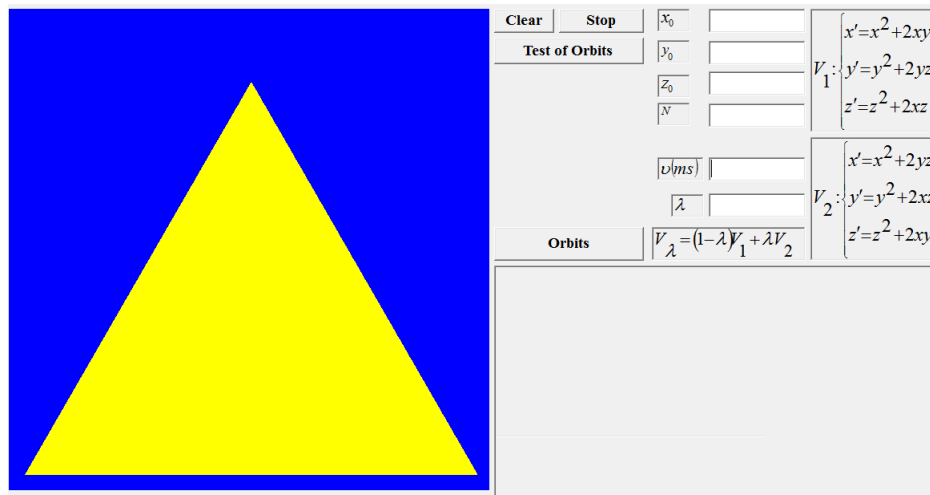 Clear Stop x₀
Test of Orbits y₀
z₀
N
V₁: { x′=x²+2xy
y′=y²+2yz
z′=z²+2xz
υ(ms)
λ
V₂: { x′=x²+2yz
y′=y²+2xz
z′=z²+2xy
Orbits V_λ=(1−λ)V₁+λV₂